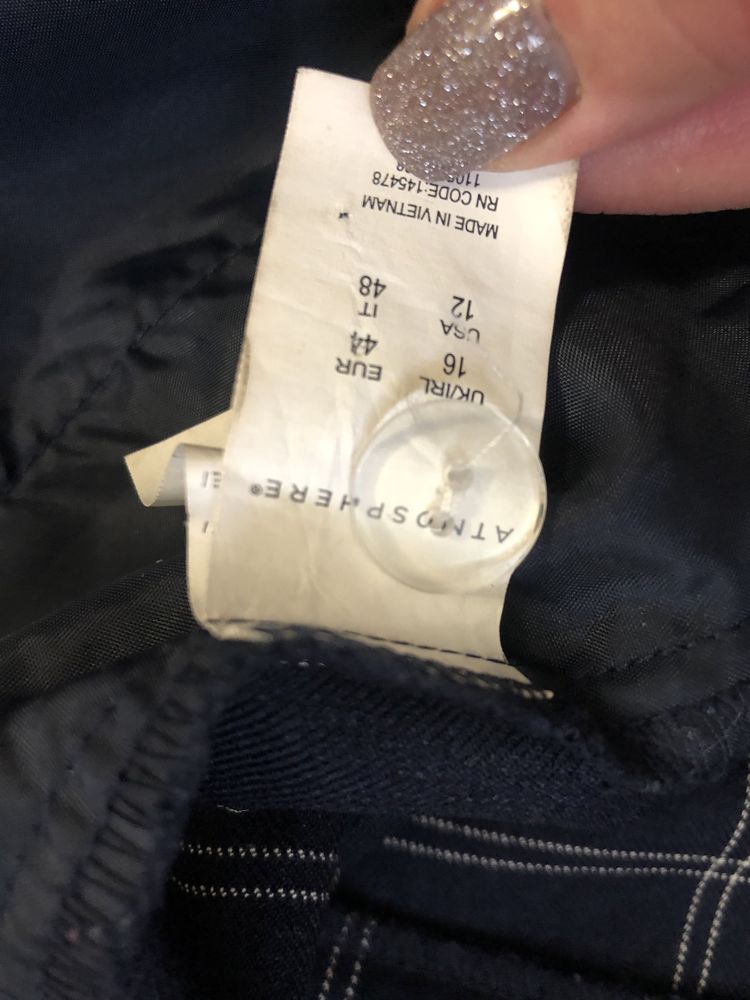 ATMOSPHERE®
UK/IRL EUR
16 44
USA IT
12 48
MADE IN VIETNAM
RN CODE:145478